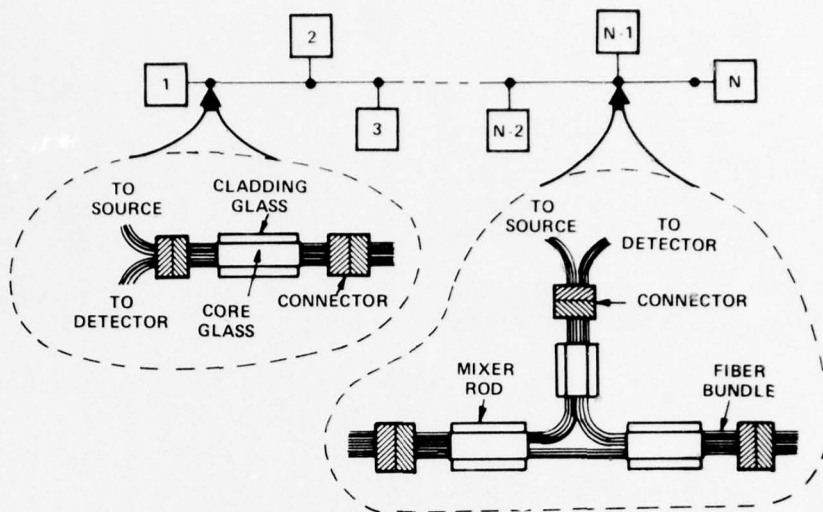 1
2
3
N-2
N-1
N
TO
SOURCE
CLADDING
GLASS
TO
DETECTOR
CORE
GLASS
CONNECTOR
TO
SOURCE
TO
DETECTOR
CONNECTOR
MIXER
ROD
FIBER
BUNDLE